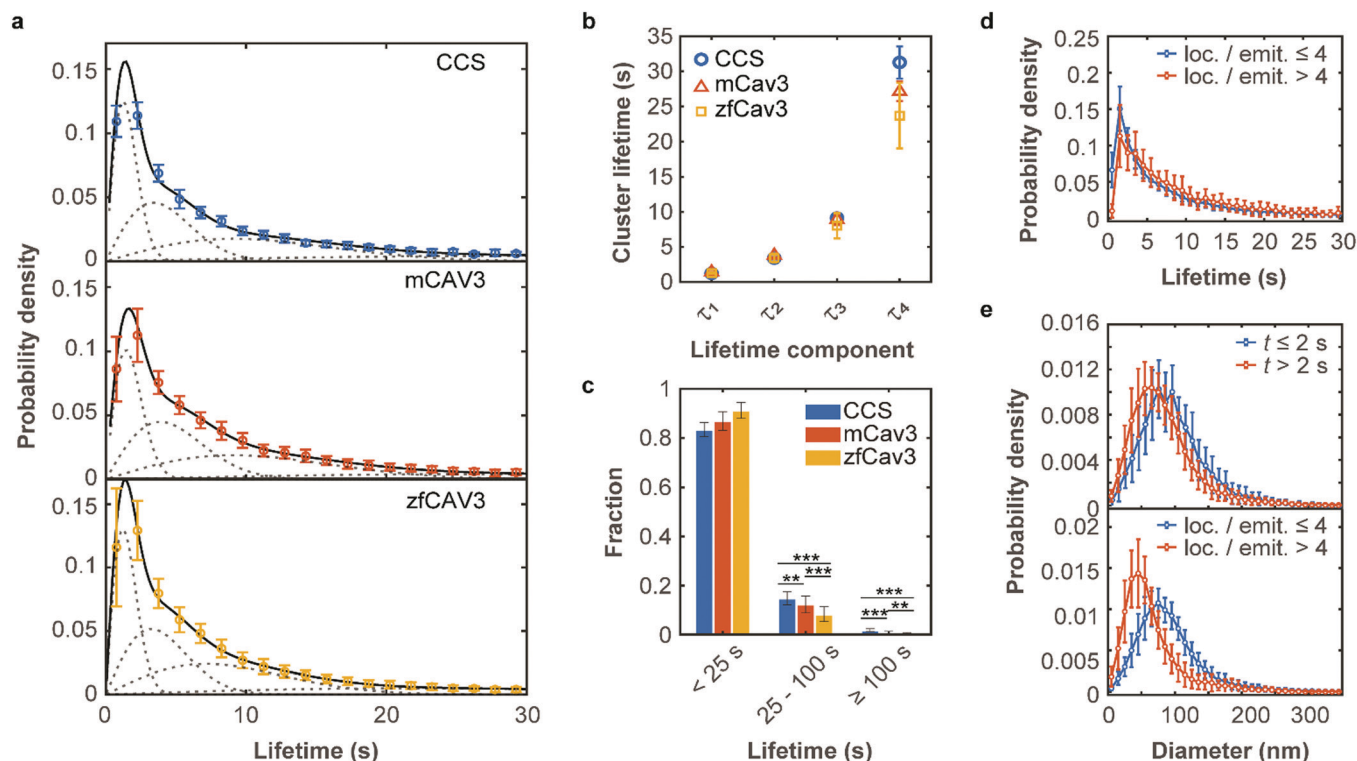 a
CCS
0.15
0.1
0.05
0
mCAV3
0.15
0.1
0.05
0
zfCAV3
0.15
0.1
0.05
0
Probability density
0 10 20 30
Lifetime (s)
b
CCS
mCav3
zfCav3
35
30
25
20
15
10
5
0
Cluster lifetime (s)
τ1 τ2 τ3 τ4
Lifetime component
c
CCS
mCav3
zfCav3
1
0.8
0.6
0.4
0.2
0
Fraction
***
** ***
***
*** **
< 25 s 25 - 100 s ≥ 100 s
Lifetime (s)
d
loc. / emit. ≤ 4
loc. / emit. > 4
0.25
0.20
0.15
0.10
0.05
0
Probability density
0 5 10 15 20 25 30
Lifetime (s)
e
t ≤ 2 s
t > 2 s
0.016
0.012
0.008
0.004
0
loc. / emit. ≤ 4
loc. / emit. > 4
0.02
0.015
0.01
0.005
0
Probability density
0 100 200 300
Diameter (nm)